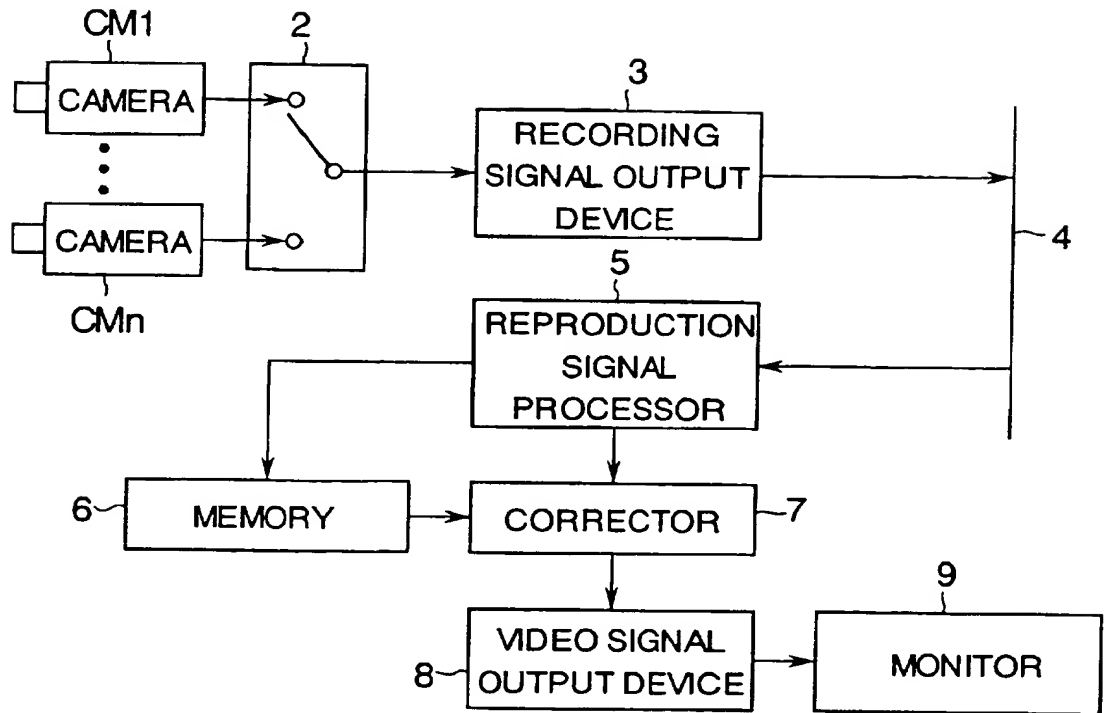 CM1
2
CAMERA
3
RECORDING
SIGNAL OUTPUT
DEVICE
CAMERA
CMn
4
5
REPRODUCTION
SIGNAL
PROCESSOR
6
MEMORY
CORRECTOR
7
9
VIDEO SIGNAL
OUTPUT DEVICE
8
MONITOR